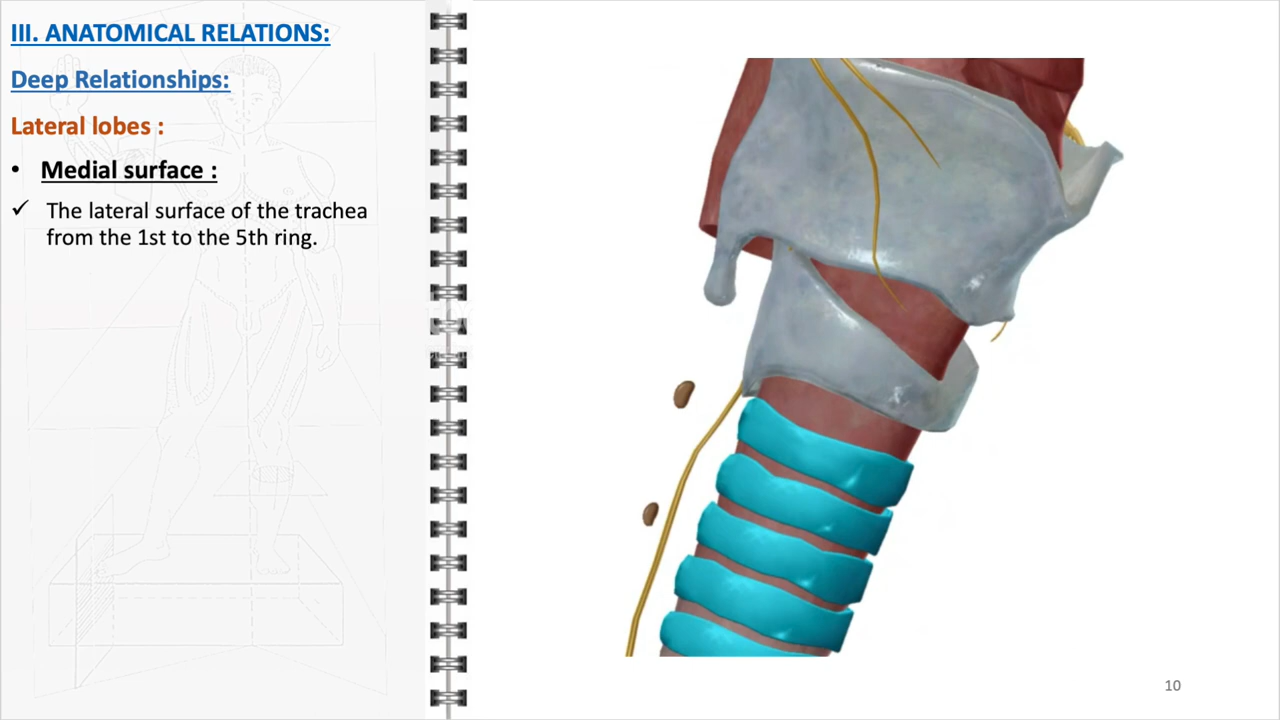 III. ANATOMICAL RELATIONS:
Deep Relationships:
Lateral lobes :
• Medial surface :
✓ The lateral surface of the trachea
from the 1st to the 5th ring.
10